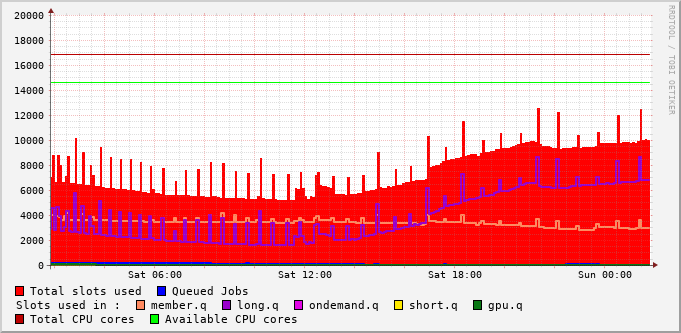 20000
18000
16000
14000
12000
10000
8000
6000
4000
2000
0
Sat 06:00 Sat 12:00 Sat 18:00 Sun 00:00
RRDTOOL / TOBI OETIKER
Total slots used Queued Jobs
Slots used in : member.q long.q ondemand.q short.q gpu.q
Total CPU cores Available CPU cores